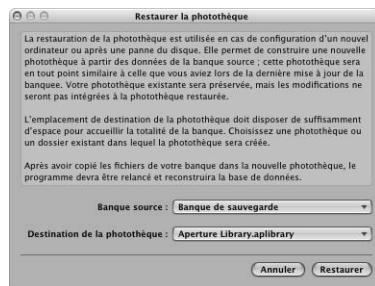 Restaurer la photothèque
La restauration de la photothèque est utilisée en cas de configuration d'un nouvel
ordinateur ou après une panne du disque. Elle permet de construire une nouvelle
photothèque à partir des données de la banque source ; cette photothèque sera
en tout point similaire à celle que vous aviez lors de la dernière mise à jour de la
banquee. Votre photothèque existante sera préservée, mais les modifications ne
seront pas intégrées à la photothèque restaurée.
L'emplacement de destination de la photothèque doit disposer de suffisamment
d'espace pour accueillir la totalité de la banque. Choisissez une photothèque ou
un dossier existant dans lequel la photothèque sera créée.
Après avoir copié les fichiers de votre banque dans la nouvelle photothèque, le
programme devra être relancé et reconstruira la base de données.
Banque source : Banque de sauvegarde
Destination de la photothèque : Aperture Library.aplibrary
Annuler Restaurer